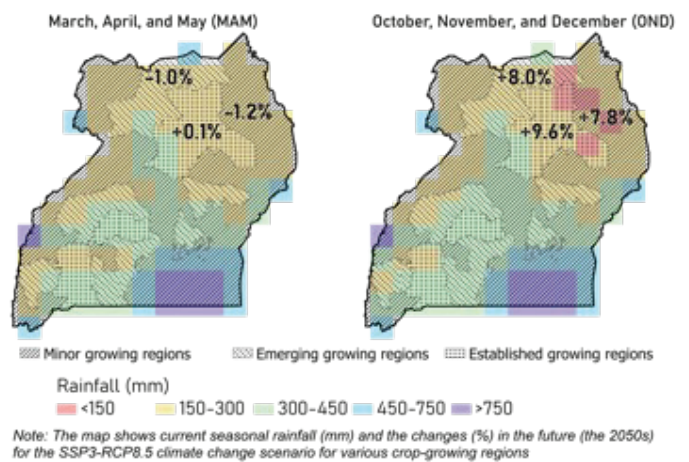 March, April, and May (MAM)
October, November, and December (OND)
-1.0%
-1.2%
+0.1%
+8.0%
+7.8%
+9.6%
Minor growing regions
Emerging growing regions
Established growing regions
Rainfall (mm)
<150
150-300
300-450
450-750
>750
Note: The map shows current seasonal rainfall (mm) and the changes (%) in the future (the 2050s)
for the SSP3-RCP8.5 climate change scenario for various crop-growing regions